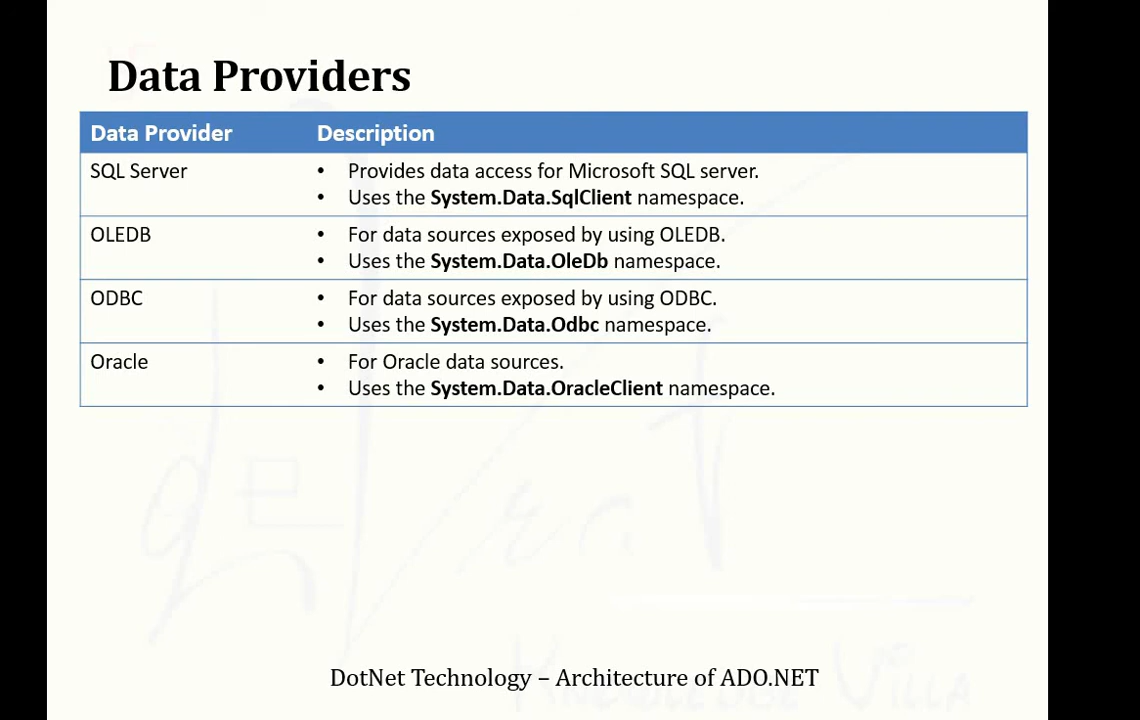 Data Providers
Data Provider Description
SQL Server • Provides data access for Microsoft SQL server.
• Uses the System.Data.SqlClient namespace.
OLEDB • For data sources exposed by using OLEDB.
• Uses the System.Data.OleDb namespace.
ODBC • For data sources exposed by using ODBC.
• Uses the System.Data.Odbc namespace.
Oracle • For Oracle data sources.
• Uses the System.Data.OracleClient namespace.
DotNet Technology – Architecture of ADO.NET
KNOWLEDGE VILLA